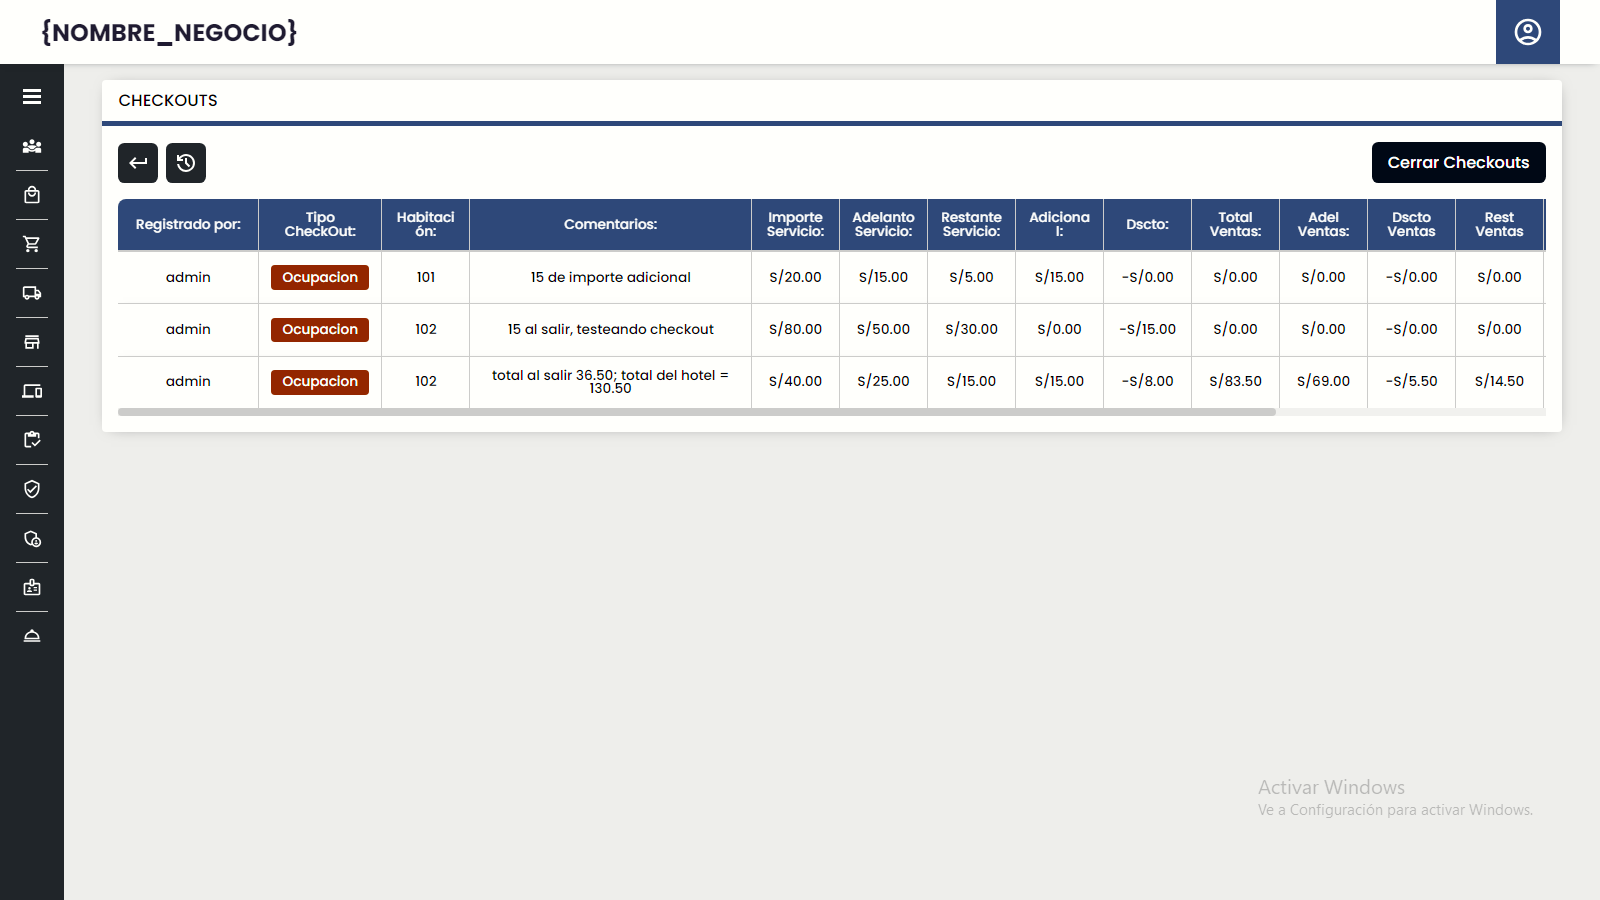 {NOMBRE_NEGOCIO}
CHECKOUTS
Cerrar Checkouts
Registrado por: Tipo CheckOut: Habitación: Comentarios: Importe Servicio: Adelanto Servicio: Restante Servicio: Adicional: Dscto: Total Ventas: Adel Ventas: Dscto Ventas Rest Ventas
admin Ocupacion 101 15 de importe adicional S/20.00 S/15.00 S/5.00 S/15.00 -S/0.00 S/0.00 S/0.00 -S/0.00 S/0.00
admin Ocupacion 102 15 al salir, testeando checkout S/80.00 S/50.00 S/30.00 S/0.00 -S/15.00 S/0.00 S/0.00 -S/0.00 S/0.00
admin Ocupacion 102 total al salir 36.50; total del hotel = 130.50 S/40.00 S/25.00 S/15.00 S/15.00 -S/8.00 S/83.50 S/69.00 -S/5.50 S/14.50
Activar Windows
Ve a Configuración para activar Windows.